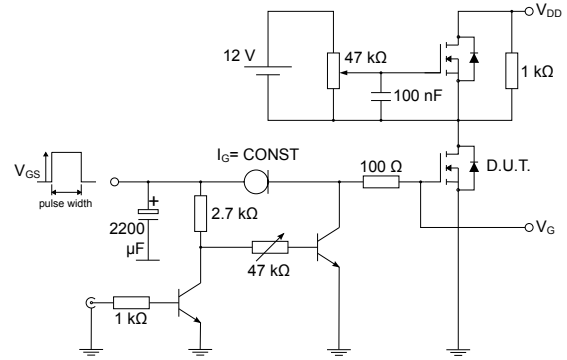 V_DD
12 V
47 kΩ
100 nF
1 kΩ
I_G= CONST
100 Ω
D.U.T.
V_GS
pulse width
+
2200
μF
2.7 kΩ
47 kΩ
V_G
1 kΩ